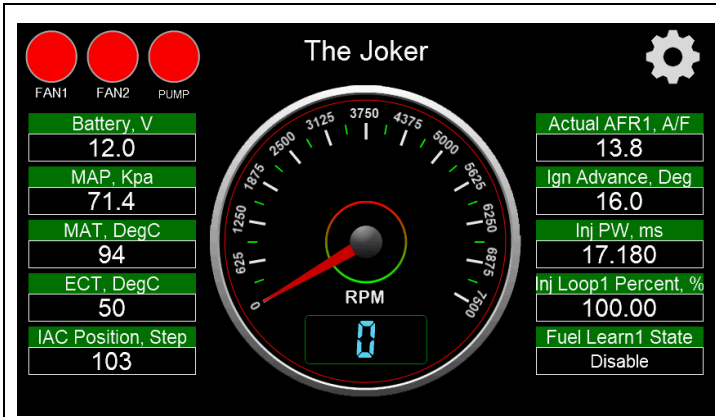 The Joker
FAN1 FAN2 PUMP
Battery, V
12.0
MAP, Kpa
71.4
MAT, DegC
94
ECT, DegC
50
IAC Position, Step
103
0
625
1250
1875
2500
3125
3750
4375
5000
5625
6250
6875
7500
RPM
0
Actual AFR1, A/F
13.8
Ign Advance, Deg
16.0
Inj PW, ms
17.180
Inj Loop1 Percent, %
100.00
Fuel Learn1 State
Disable